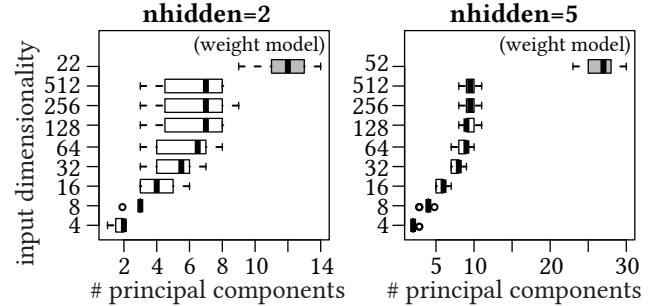 nhidden=2
(weight model)
22
512
256
128
64
32
16
8
4
input dimensionality
2 4 6 8 10 12 14
# principal components
nhidden=5
(weight model)
52
512
256
128
64
32
16
8
4
5 10 20 30
# principal components